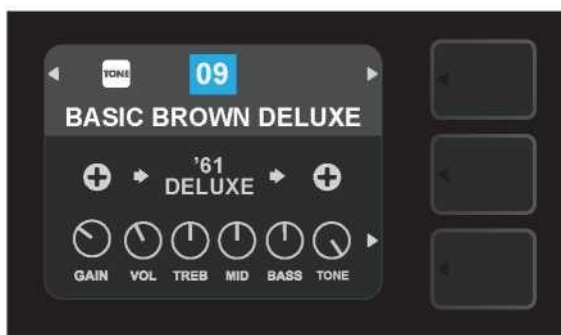 TONE 09
BASIC BROWN DELUXE
'61
DELUXE
GAIN VOL TREB MID BASS TONE